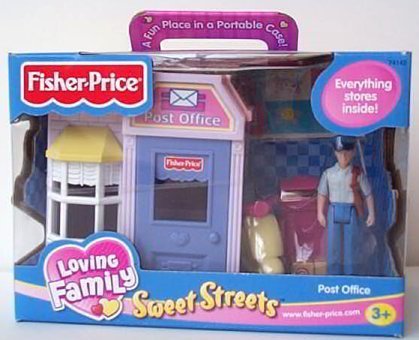 A Fun Place in a Portable Case!
Fisher-Price®
Everything
stores
inside!
Post Office
Fisher-Price®
Loving
Family
Sweet Streets™
Post Office
www.fisher-price.com
3+